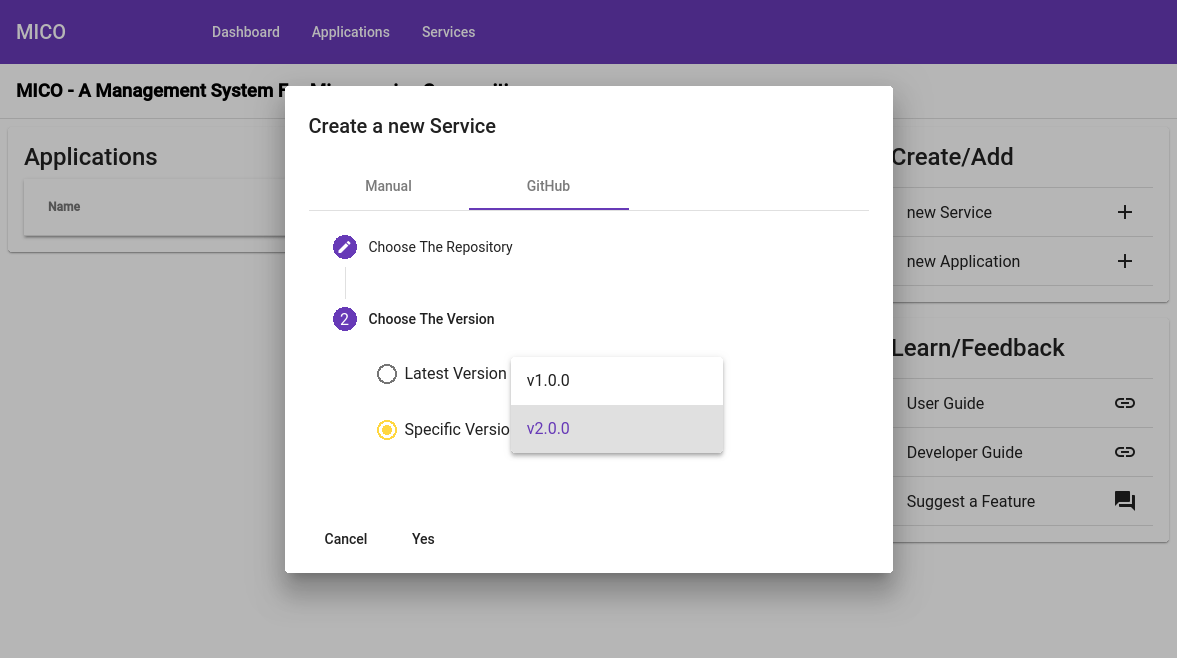 MICO
Dashboard
Applications
Services
MICO - A Management System
Applications
Name
Create a new Service
Manual
GitHub
Choose The Repository
2
Choose The Version
Latest Version
v1.0.0
Specific Versio
v2.0.0
Cancel
Yes
Create/Add
new Service
new Application
Learn/Feedback
User Guide
Developer Guide
Suggest a Feature